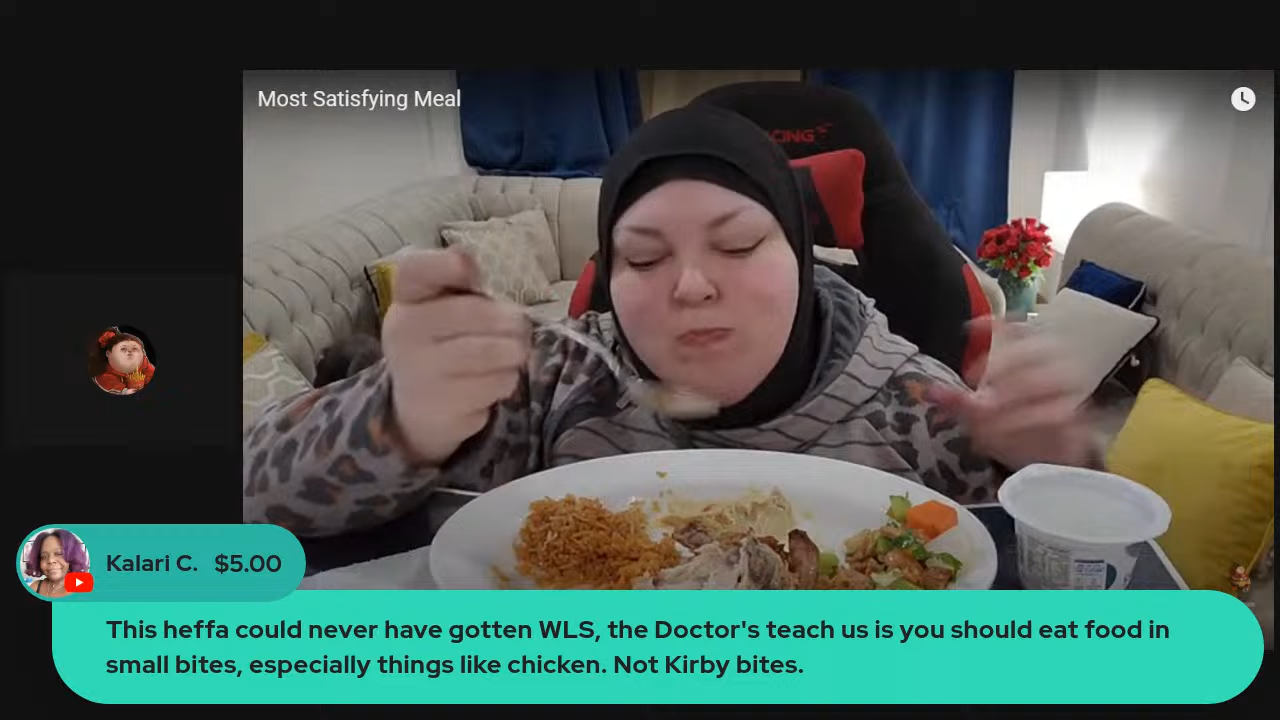 Most Satisfying Meal
CING
Kalari C. $5.00
This heffa could never have gotten WLS, the Doctor's teach us is you should eat food in
small bites, especially things like chicken. Not Kirby bites.